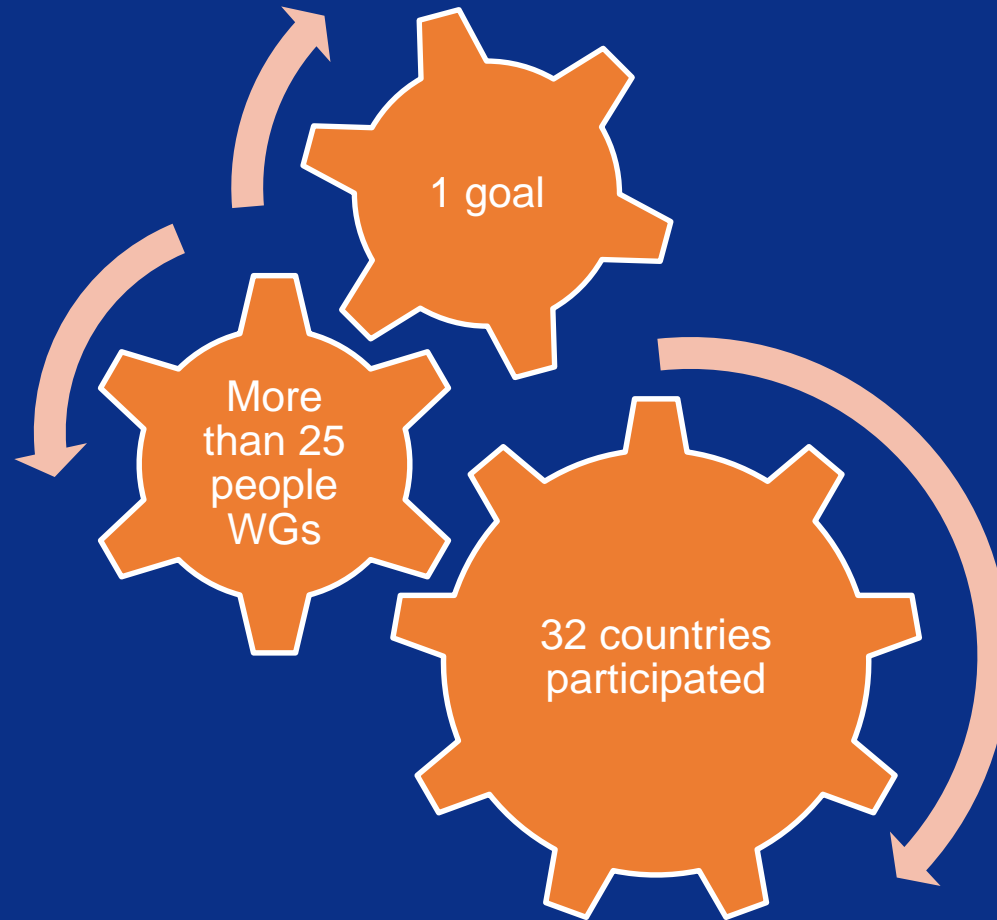 1 goal
More
than 25
people
WGs
32 countries
participated